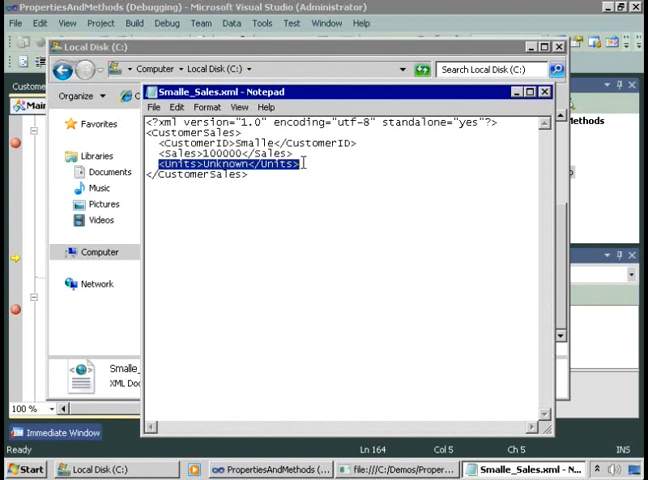 PropertiesAndMethods (Debugging) - Microsoft Visual Studio (Administrator)
File Edit View Project Build Debug Team Data Tools Test Window Help
Local Disk (C:)
Computer Local Disk (C:) Search Local Disk (C:)
Organize
Favorites
Libraries
Documents
Music
Pictures
Videos
Computer
Network
Smalle_Sales.xml - Notepad
File Edit Format View Help
<?xml version="1.0" encoding="utf-8" standalone="yes"?>
<CustomerSales>
<CustomerID>Smalle</CustomerID>
<Sales>100000</Sales>
<Units>Unknown</Units>
</CustomerSales>
Ln 164 Col 5 Ch 5 INS
100 %
Immediate Window
Start Local Disk (C:) PropertiesAndMethods (... file:///C:/Demos/Proper... Smalle_Sales.xml - N...